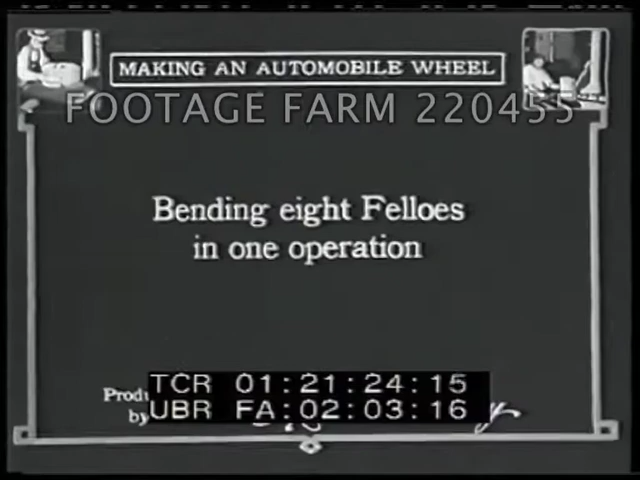 MAKING AN AUTOMOBILE WHEEL
FOOTAGE FARM 220455
Bending eight Felloes
in one operation
TCR 01:21:24:15
by UBR FA:02:03:16